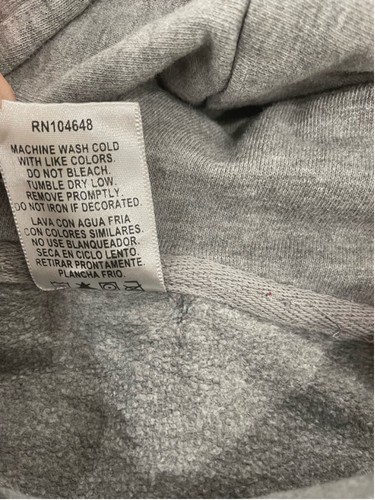 RN104648
MACHINE WASH COLD
WITH LIKE COLORS.
DO NOT BLEACH.
TUMBLE DRY LOW.
REMOVE PROMPTLY.
DO NOT IRON IF DECORATED.
LAVA CON AGUA FRIA
CON COLORES SIMILARES.
NO USE BLANQUEADOR.
SECA EN CICLO LENTO.
RETIRAR PRONTAMENTE.
PLANCHA FRIO.